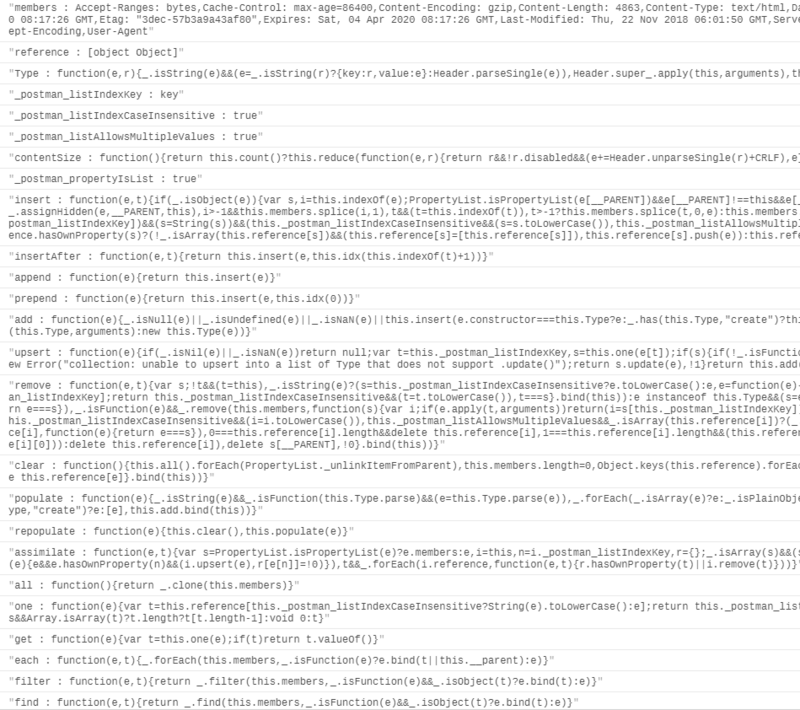 "members : Accept-Ranges: bytes,Cache-Control: max-age=86400,Content-Encoding: gzip,Content-Length: 4863,Content-Type: text/html,Da
0 08:17:26 GMT,Etag: "3dec-57b3a9a43af80",Expires: Sat, 04 Apr 2020 08:17:26 GMT,Last-Modified: Thu, 22 Nov 2018 06:01:50 GMT,Serve
ept-Encoding,User-Agent"
"reference : [object Object]"
"Type : function(e,r){_.isString(e)&&(e=_.isString(r)?{key:r,value:e}:Header.parseSingle(e)),Header.super_.apply(this,arguments),th
"_postman_listIndexKey : key"
"_postman_listIndexCaseInsensitive : true"
"_postman_listAllowsMultipleValues : true"
"contentSize : function(){return this.count()?this.reduce(function(e,r){return r&&!r.disabled&&(e+=Header.unparseSingle(r)+CRLF),e}
"_postman_propertyIsList : true"
"insert : function(e,t){if(_.isObject(e)){var s,i=this.indexOf(e);PropertyList.isPropertyList(e[__PARENT])&&e[__PARENT]!==this&&e[_
_.assignHidden(e,__PARENT,this),i>-1&&this.members.splice(i,1),t&&(t=this.indexOf(t)),t>-1?this.members.splice(t,0,e):this.members
postman_listIndexKey])&&(s=String(s))&&(this._postman_listIndexCaseInsensitive&&(s=s.toLowerCase()),this._postman_listAllowsMultipl
ence.hasOwnProperty(s)?(!_.isArray(this.reference[s])&&(this.reference[s]=[this.reference[s]]),this.reference[s].push(e)):this.refe
"insertAfter : function(e,t){return this.insert(e,this.idx(this.indexOf(t)+1))}"
"append : function(e){return this.insert(e)}"
"prepend : function(e){return this.insert(e,this.idx(0))}"
"add : function(e){_.isNull(e)||_.isUndefined(e)||_.isNaN(e)||this.insert(e.constructor===this.Type?e:_.has(this.Type,"create")?thi
(this.Type,arguments):new this.Type(e))}"
"upsert : function(e){if(_.isNil(e)||_.isNaN(e))return null;var t=this._postman_listIndexKey,s=this.one(e[t]);if(s){if(!_.isFunctio
ew Error("collection: unable to upsert into a list of Type that does not support .update()");return s.update(e),!1}return this.add(
"remove : function(e,t){var s;!t&&(t=this),_.isString(e)?(s=this._postman_listIndexCaseInsensitive?e.toLowerCase():e,e=function(e){
an_listIndexKey];return this._postman_listIndexCaseInsensitive&&(t=t.toLowerCase()),t===s}.bind(this)):e instanceof this.Type&&(s=e
rn e===s}),_.isFunction(e)&&_.remove(this.members,function(s){var i;if(e.apply(t,arguments))return(i=s[this._postman_listIndexKey])
his._postman_listIndexCaseInsensitive&&(i=i.toLowerCase()),this._postman_listAllowsMultipleValues&&_.isArray(this.reference[i])?(_.
ce[i],function(e){return e===s}),0===this.reference[i].length&&delete this.reference[i],1===this.reference[i].length&&(this.referen
e[i][0])):delete this.reference[i]),delete s[__PARENT],!0}.bind(this))}"
"clear : function(){this.all().forEach(PropertyList._unlinkItemFromParent),this.members.length=0,Object.keys(this.reference).forEac
e this.reference[e]}.bind(this))}"
"populate : function(e){_.isString(e)&&_.isFunction(this.Type.parse)&&(e=this.Type.parse(e)),_.forEach(_.isArray(e)?e:_.isPlainObje
ype,"create")?e:[e],this.add.bind(this))}"
"repopulate : function(e){this.clear(),this.populate(e)}"
"assimilate : function(e,t){var s=PropertyList.isPropertyList(e)?e.members:e,i=this,n=i._postman_listIndexKey,r={};_.isArray(s)&&(s
(e){e&&e.hasOwnProperty(n)&&(i.upsert(e),r[e[n]]=!0)}),t&&_.forEach(i.reference,function(e,t){r.hasOwnProperty(t)||i.remove(t)}))}"
"all : function(){return _.clone(this.members)}"
"one : function(e){var t=this.reference[this._postman_listIndexCaseInsensitive?String(e).toLowerCase():e];return this._postman_list
s&&Array.isArray(t)?t.length?t[t.length-1]:void 0:t}"
"get : function(e){var t=this.one(e);if(t)return t.valueOf()}"
"each : function(e,t){_.forEach(this.members,_.isFunction(e)?e.bind(t||this.__parent):e)}"
"filter : function(e,t){return _.filter(this.members,_.isFunction(e)&&_.isObject(t)?e.bind(t):e)}"
"find : function(e,t){return _.find(this.members,_.isFunction(e)&&_.isObject(t)?e.bind(t):e)}"